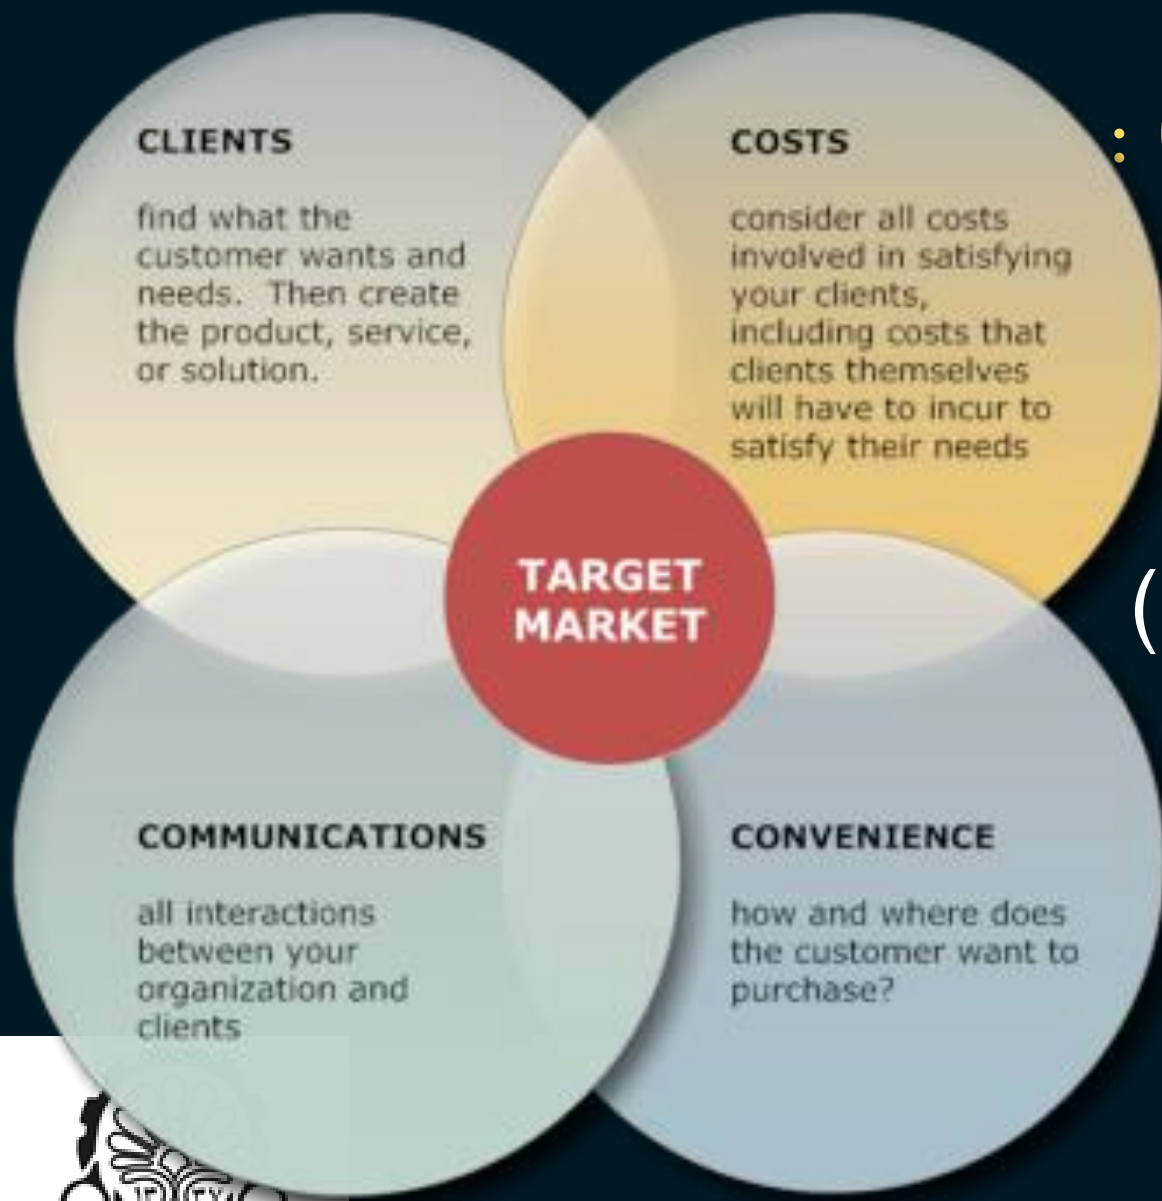 CLIENTS
find what the
customer wants and
needs. Then create
the product, service,
or solution.
COSTS
consider all costs
involved in satisfying
your clients,
including costs that
clients themselves
will have to incur to
satisfy their needs
:
(
TARGET
MARKET
COMMUNICATIONS
all interactions
between your
organization and
clients
CONVENIENCE
how and where does
the customer want to
purchase?
۱۳ ۳۷